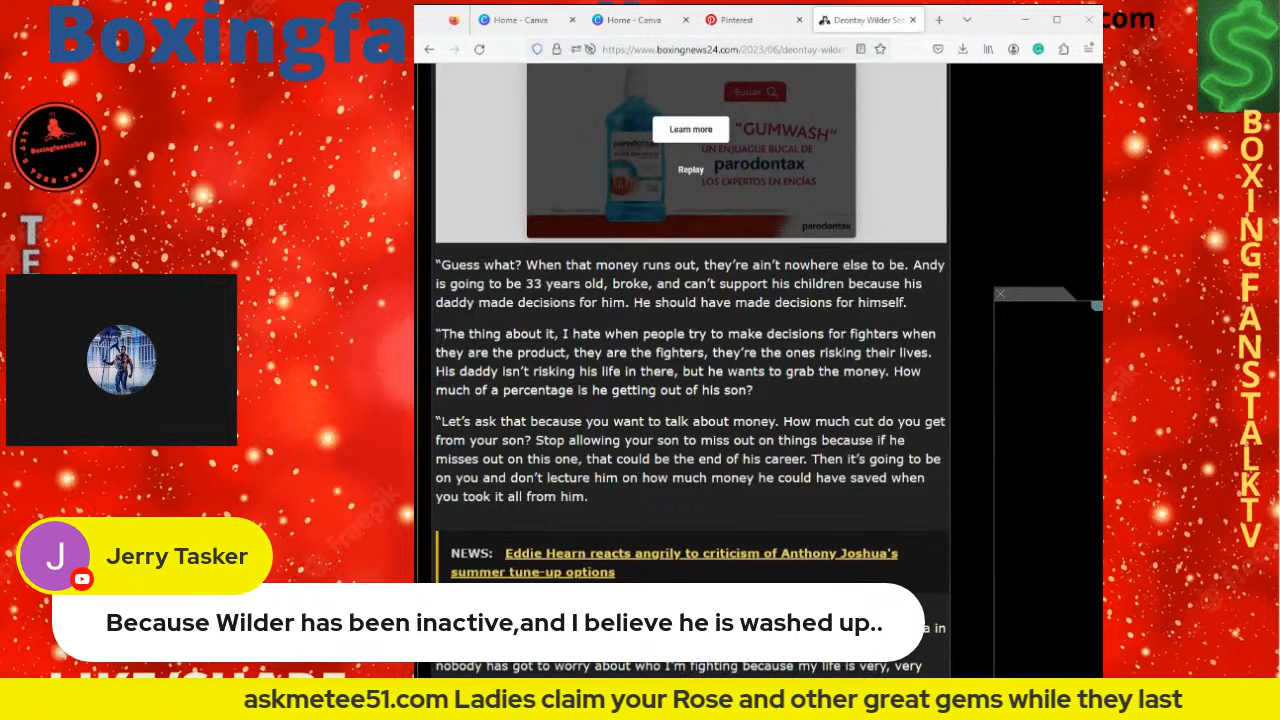 Boxingfa
com
Home - Canva
Home - Canva
Pinterest
Deontay Wilder Sco
https://www.boxingnews24.com/2023/06/deontay-wilde
Buscar
Learn more
"GUMWASH"
UN ENJUAGUE BUCAL DE
parodontax
Replay
LOS EXPERTOS EN ENCÍAS
parodontax
parodontax
Boxingfanstalktv
BOXINGFANSTALKTV
T
E
“Guess what? When that money runs out, they’re ain’t nowhere else to be. Andy
is going to be 33 years old, broke, and can’t support his children because his
daddy made decisions for him. He should have made decisions for himself.
“The thing about it, I hate when people try to make decisions for fighters when
they are the product, they are the fighters, they’re the ones risking their lives.
His daddy isn’t risking his life in there, but he wants to grab the money. How
much of a percentage is he getting out of his son?
“Let’s ask that because you want to talk about money. How much cut do you get
from your son? Stop allowing your son to miss out on things because if he
misses out on this one, that could be the end of his career. Then it’s going to be
on you and don’t lecture him on how much money he could have saved when
you took it all from him.
NEWS: Eddie Hearn reacts angrily to criticism of Anthony Joshua's
summer tune-up options
J
Jerry Tasker
Because Wilder has been inactive,and I believe he is washed up..
a in
nobody has got to worry about who I’m fighting because my life is very, very
LIKE/SHARE
askmetee51.com Ladies claim your Rose and other great gems while they last